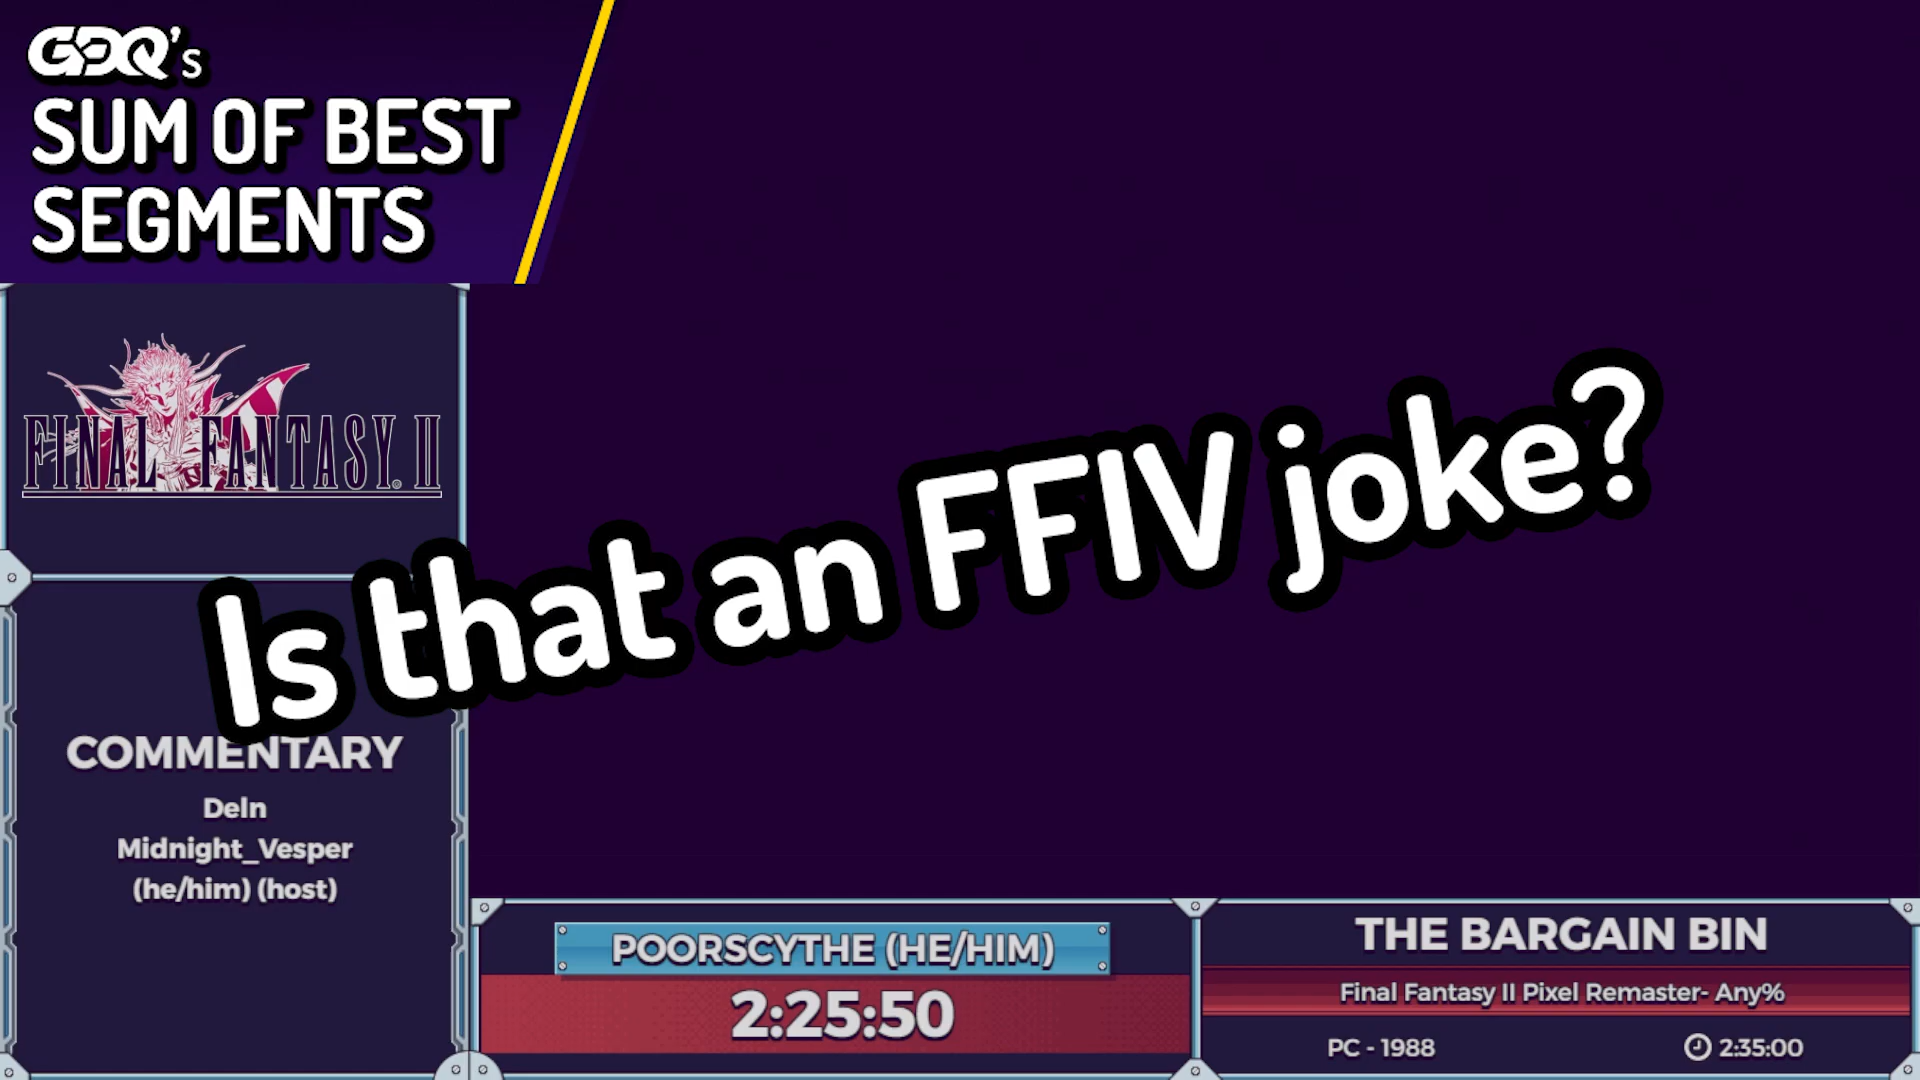 GDQ's
SUM OF BEST
SEGMENTS
FINAL FANTASY. II
Is that an FFIV joke?
COMMENTARY
Deln
Midnight_Vesper
(he/him) (host)
POORSCYTHE (HE/HIM)
2:25:50
THE BARGAIN BIN
Final Fantasy II Pixel Remaster- Any%
PC - 1988
2:35:00